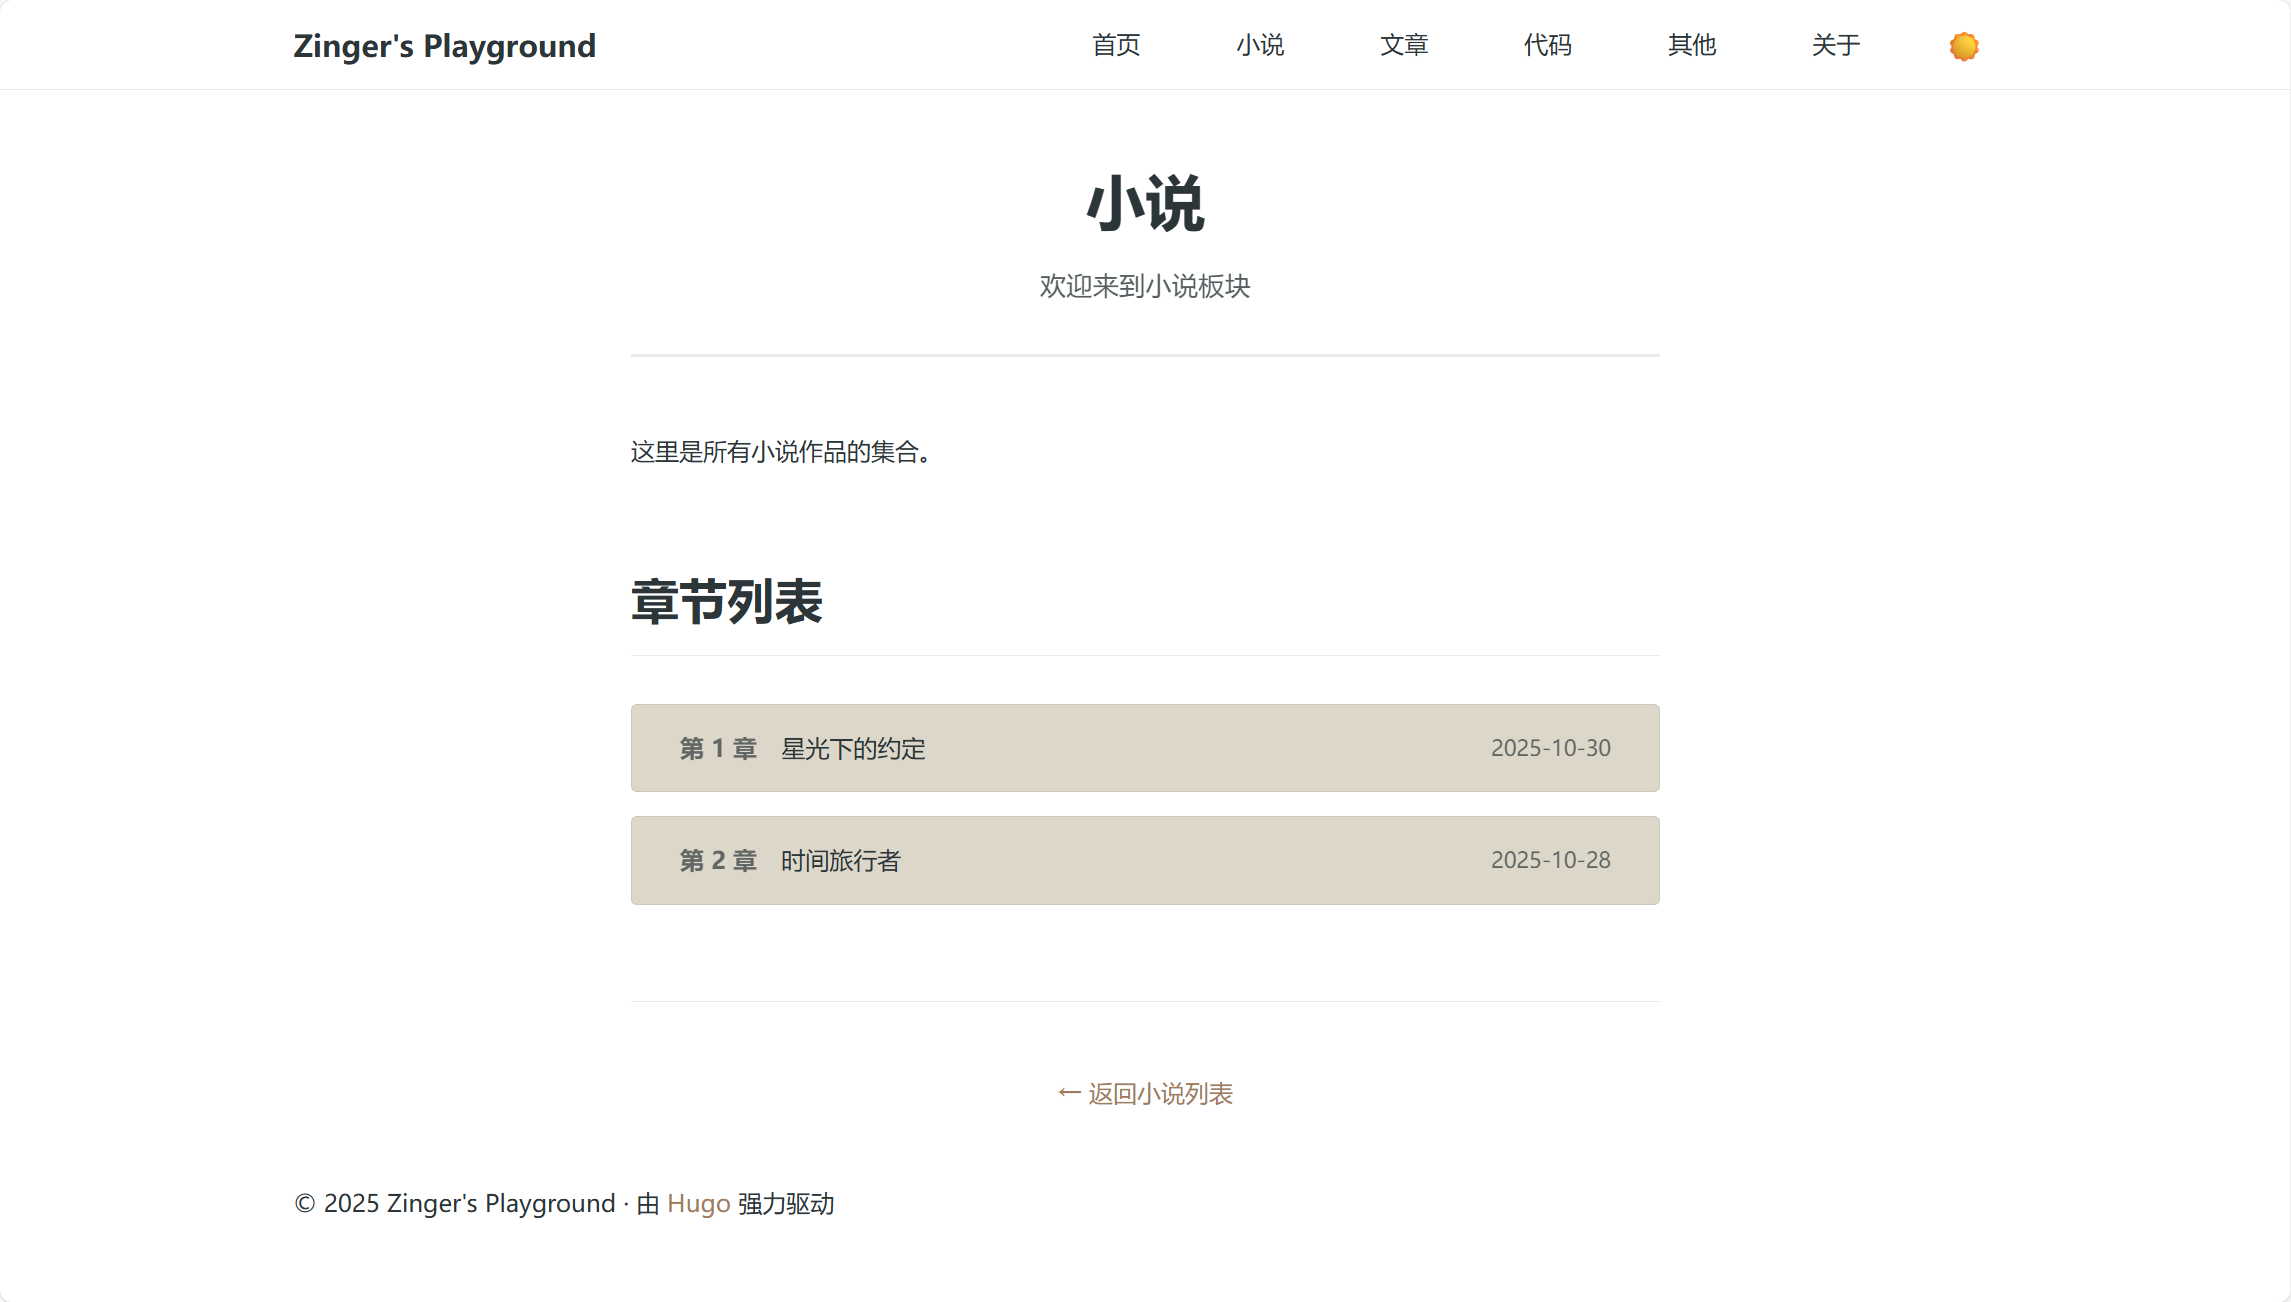 Zinger's Playground 首页 小说 文章 代码 其他 关于
小说
欢迎来到小说板块
这里是所有小说作品的集合。
章节列表
第 1 章 星光下的约定 2025-10-30
第 2 章 时间旅行者 2025-10-28
← 返回小说列表
© 2025 Zinger's Playground · 由 Hugo 强力驱动